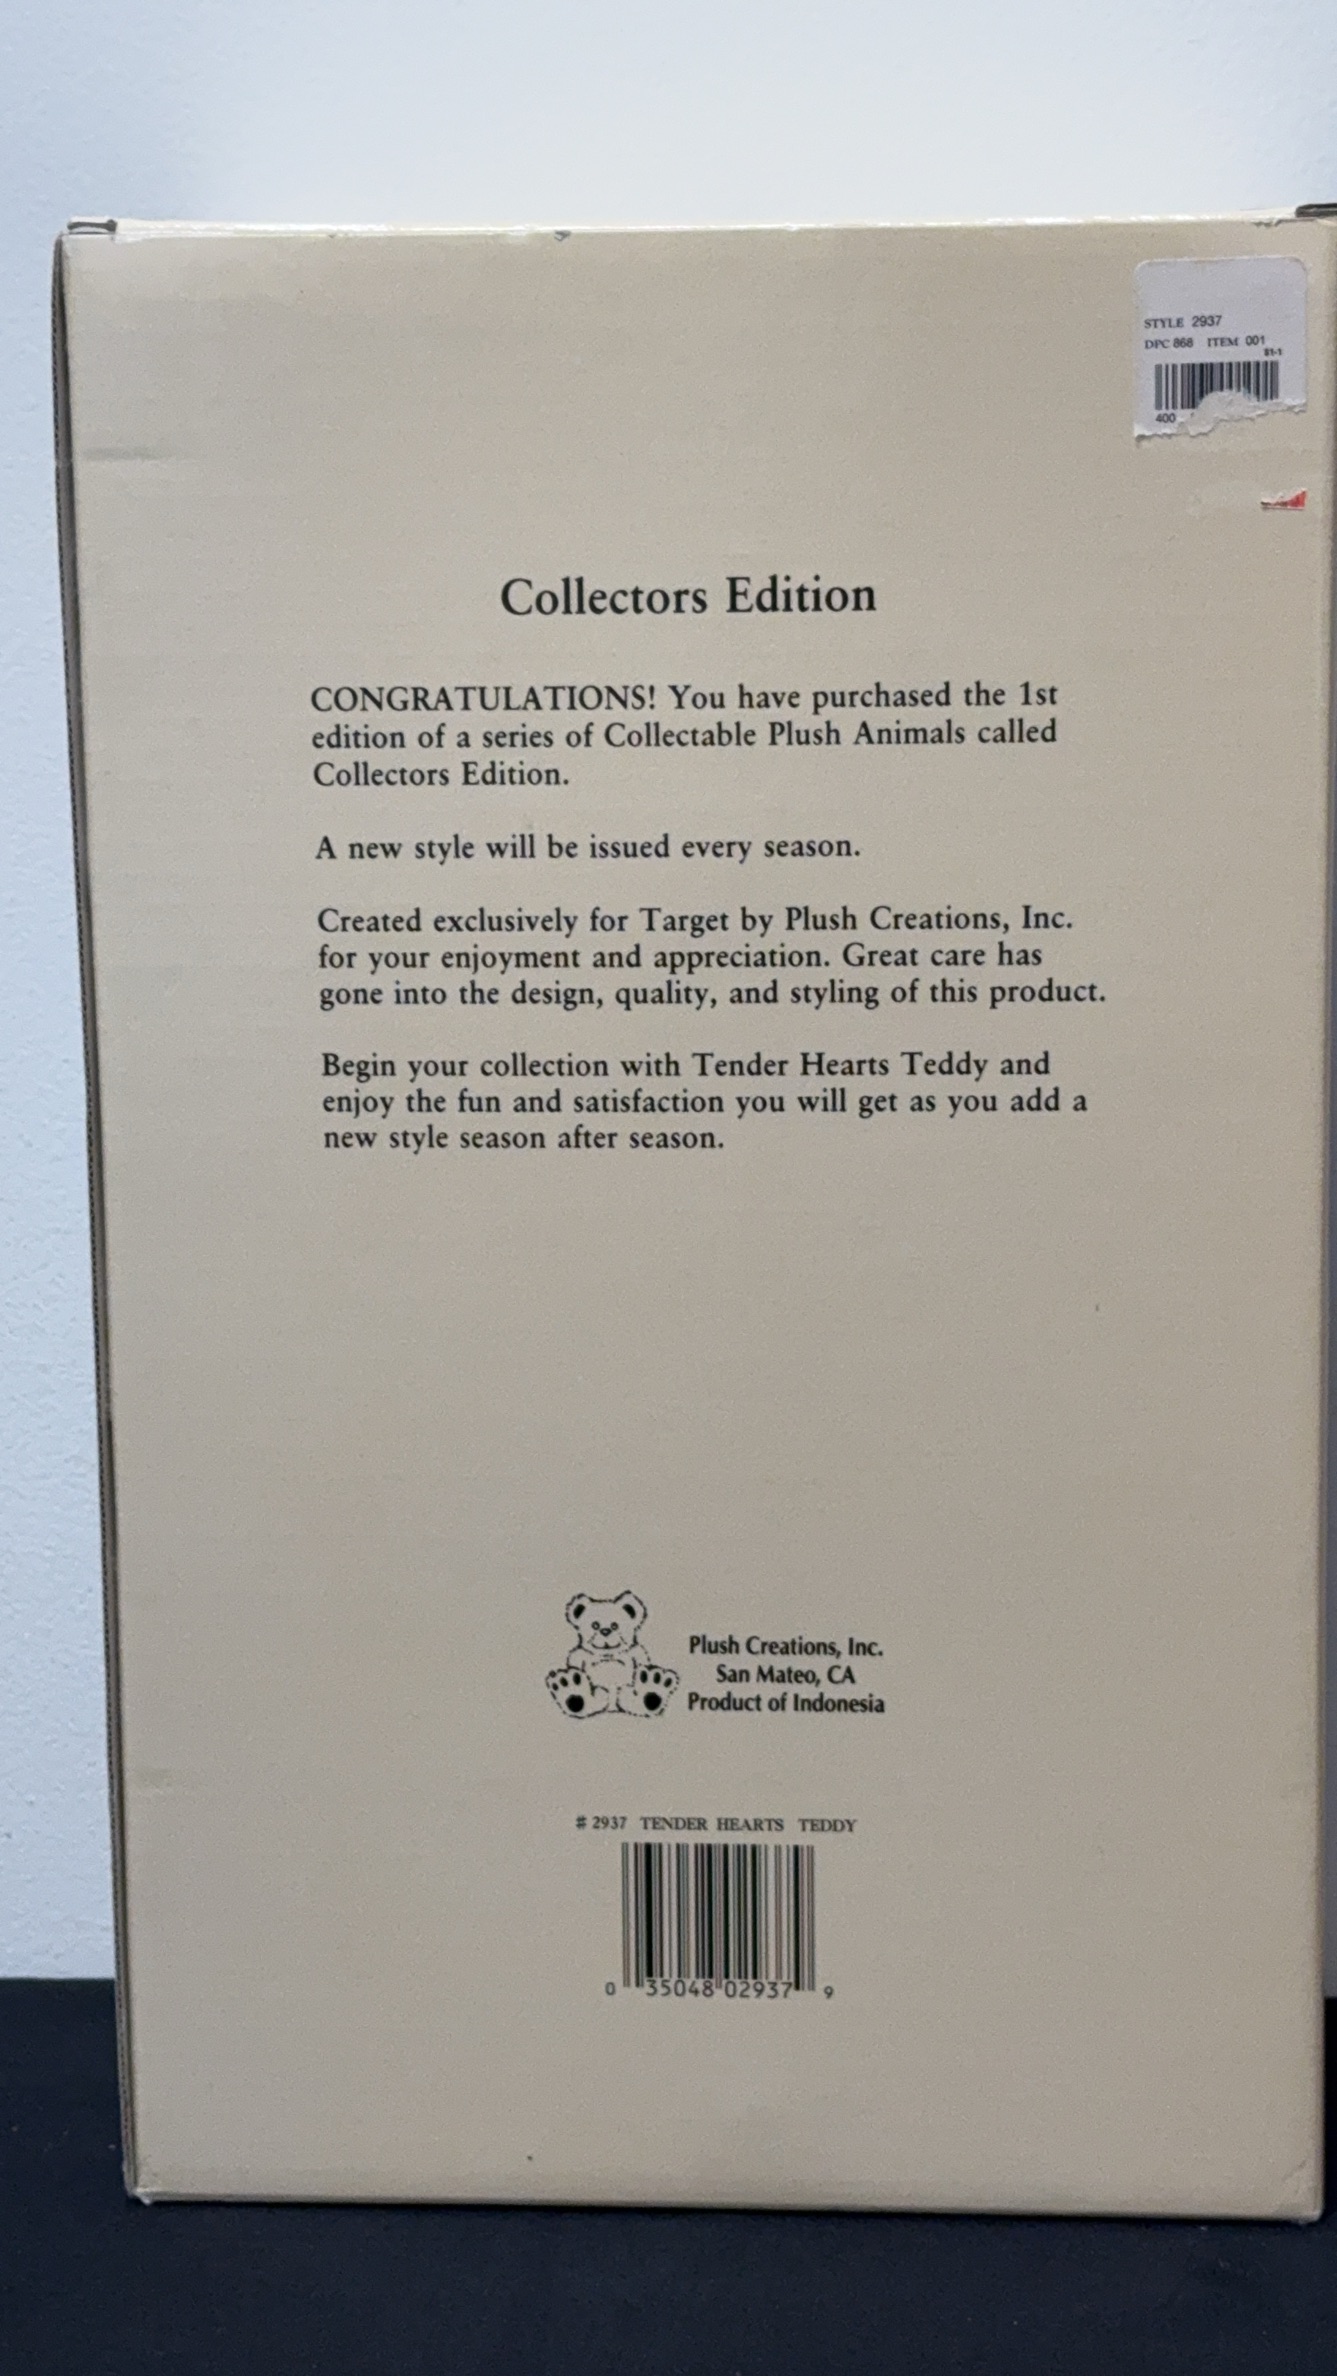 STYLE 2937
DPC 868 ITEM 001
S1-1
400
Collectors Edition
CONGRATULATIONS! You have purchased the 1st
edition of a series of Collectable Plush Animals called
Collectors Edition.
A new style will be issued every season.
Created exclusively for Target by Plush Creations, Inc.
for your enjoyment and appreciation. Great care has
gone into the design, quality, and styling of this product.
Begin your collection with Tender Hearts Teddy and
enjoy the fun and satisfaction you will get as you add a
new style season after season.
Plush Creations, Inc.
San Mateo, CA
Product of Indonesia
# 2937 TENDER HEARTS TEDDY
0 35048 02937 9